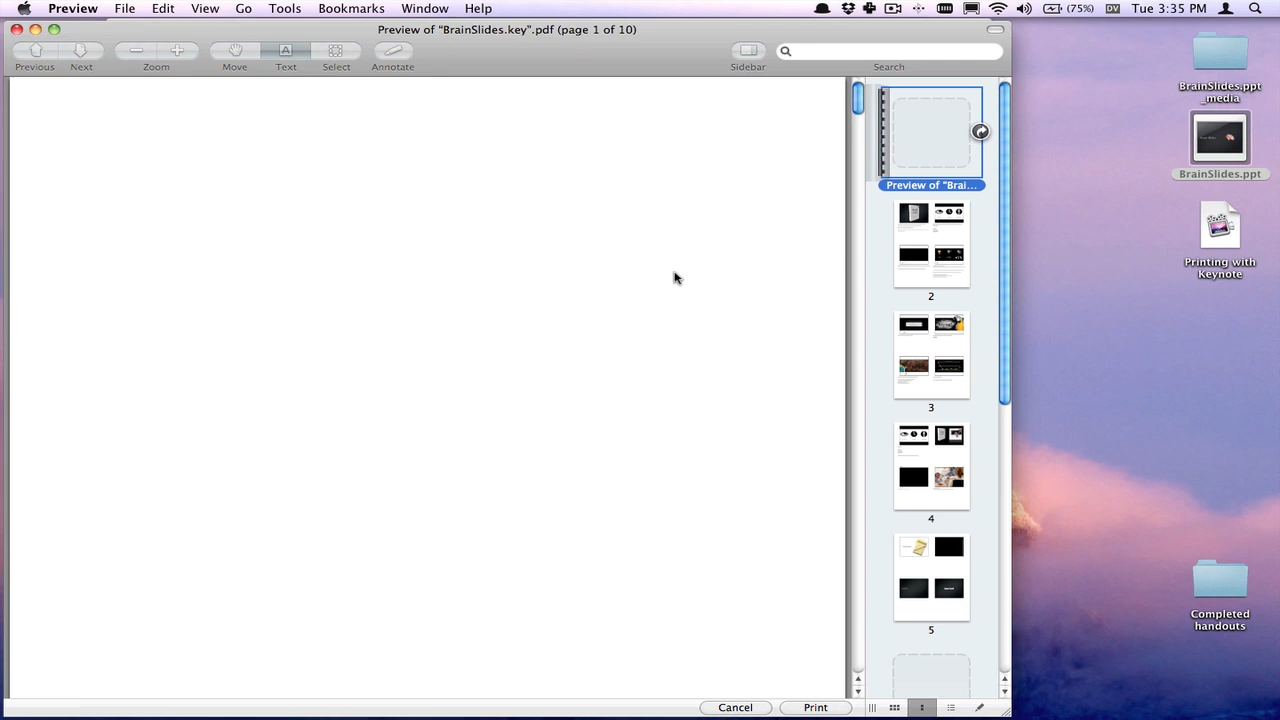 Preview File Edit View Go Tools Bookmarks Window Help
(75%) DV Tue 3:35 PM
Preview of "BrainSlides.key".pdf (page 1 of 10)
Previous Next Zoom Move Text Select Annotate Sidebar Search
A
Preview of "Brai...
2
3
4
5
Cancel Print
BrainSlides.ppt
_media
BrainSlides.ppt
Printing with
Keynote
Completed
handouts